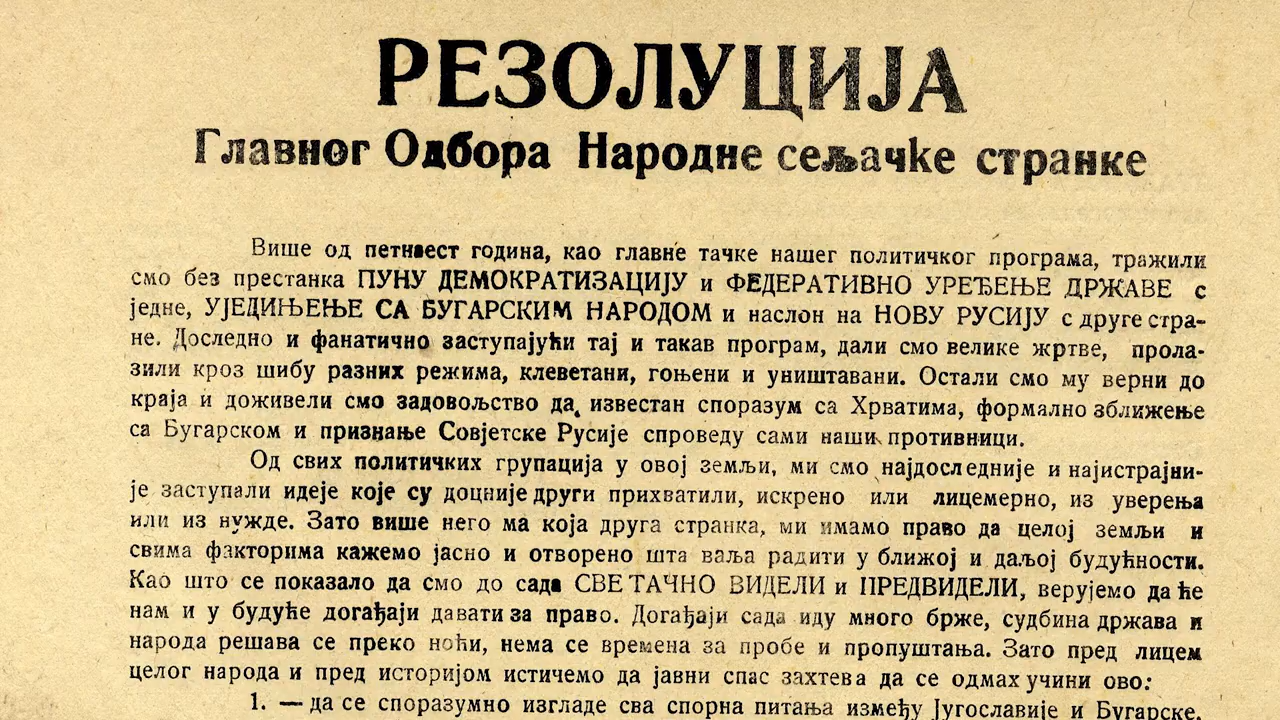 РЕЗОЛУЦИЈА
Главног Одбора Народне сељачке странке
Више од петнаест година, као главне тачке нашег политичког програма, тражили
смо без престанка ПУНУ ДЕМОКРАТИЗАЦИЈУ и ФЕДЕРАТИВНО УРЕЂЕЊЕ ДРЖАВЕ с
једне, УЈЕДИЊЕЊЕ СА БУГАРСКИМ НАРОДОМ и наслон на НОВУ РУСИЈУ с друге стра-
не. Доследно и фанатично заступајући тај и такав програм, дали смо велике жртве, прола-
зили кроз шибу разних режима, клеветани, гоњени и уништавани. Остали смо му верни до
краја и доживели смо задовољство да, известан споразум са Хрватима, формално зближење
са Бугарском и признање Совјетске Русије спроведу сами наши противници.
Од свих политичких групација у овој земљи, ми смо најдоследније и најистрајни-
је заступали идеје које су доцније други прихватили, искрено или лицемерно, из уверења
или из нужде. Зато више него ма која друга странка, ми имамо право да целој земљи и
свима факторима кажемо јасно и отворено шта ваља радити у ближој и даљој будућности.
Као што се показало да смо до сада СВЕ ТАЧНО ВИДЕЛИ и ПРЕДВИДЕЛИ, верујемо да ће
нам и у будуће догађаји давати за право. Догађаји сада иду много брже, судбина држава и
народа решава се преко ноћи, нема се времена за пробе и пропуштања. Зато пред лицем
целог народа и пред историјом истичемо да јавни спас захтева да се одмах учини ово:
1. — да се споразумно изгладе сва спорна питања између Југославије и Бугарске.